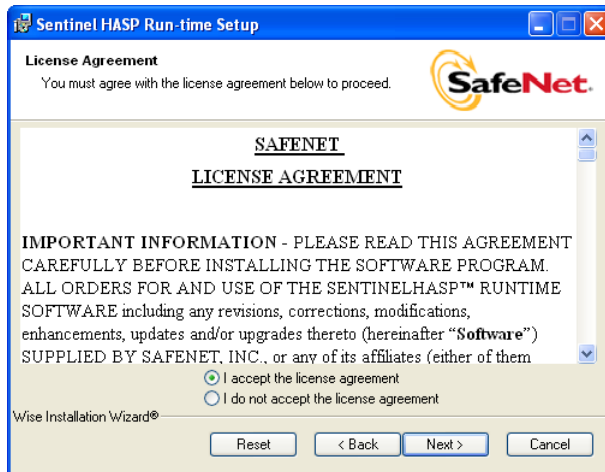 Sentinel HASP Run-time Setup
License Agreement
You must agree with the license agreement below to proceed.
SafeNet.
SAFENET
LICENSE AGREEMENT
IMPORTANT INFORMATION - PLEASE READ THIS AGREEMENT
CAREFULLY BEFORE INSTALLING THE SOFTWARE PROGRAM.
ALL ORDERS FOR AND USE OF THE SENTINELHASP™ RUNTIME
SOFTWARE including any revisions, corrections, modifications,
enhancements, updates and/or upgrades thereto (hereinafter “Software”)
SUPPLIED BY SAFENET, INC., or any of its affiliates (either of them
I accept the license agreement
I do not accept the license agreement
Wise Installation Wizard®
Reset
< Back
Next >
Cancel